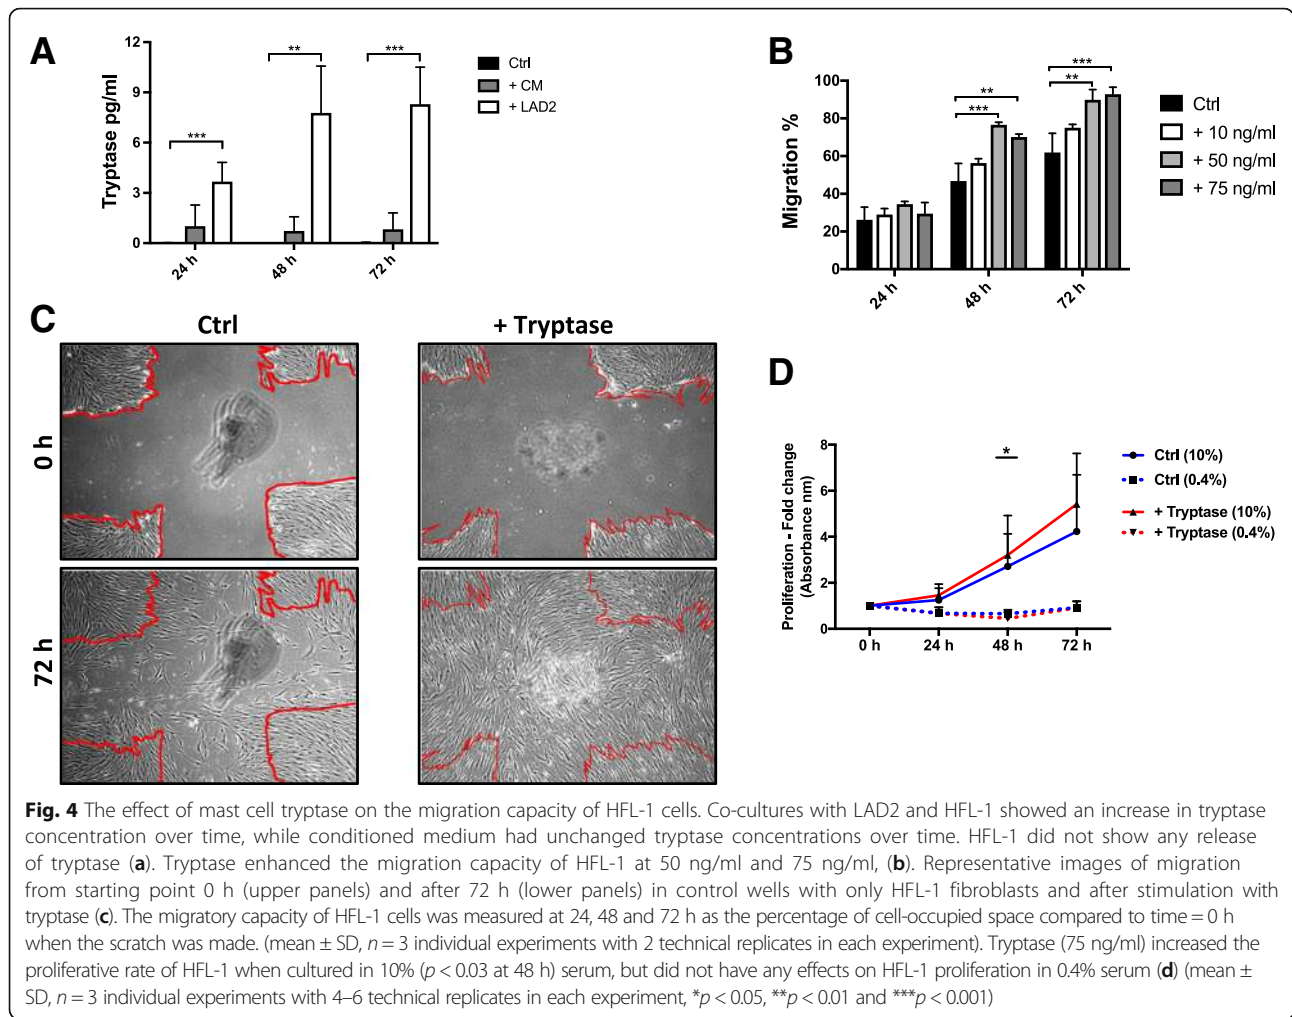 A
Tryptase pg/ml
12
9
6
3
0
***
**
***
24 h
48 h
72 h
Ctrl
+ CM
+ LAD2
B
Migration %
100
80
60
40
20
0
**
***
***
**
24 h
48 h
72 h
Ctrl
+ 10 ng/ml
+ 50 ng/ml
+ 75 ng/ml
C
Ctrl
+ Tryptase
0 h
72 h
D
Proliferation - Fold change
(Absorbance nm)
8
6
4
2
0
*
0 h
24 h
48 h
72 h
Ctrl (10%)
Ctrl (0.4%)
+ Tryptase (10%)
+ Tryptase (0.4%)
Fig. 4 The effect of mast cell tryptase on the migration capacity of HFL-1 cells. Co-cultures with LAD2 and HFL-1 showed an increase in tryptase
concentration over time, while conditioned medium had unchanged tryptase concentrations over time. HFL-1 did not show any release
of tryptase (a). Tryptase enhanced the migration capacity of HFL-1 at 50 ng/ml and 75 ng/ml, (b). Representative images of migration
from starting point 0 h (upper panels) and after 72 h (lower panels) in control wells with only HFL-1 fibroblasts and after stimulation with
tryptase (c). The migratory capacity of HFL-1 cells was measured at 24, 48 and 72 h as the percentage of cell-occupied space compared to time = 0 h
when the scratch was made. (mean ± SD, n = 3 individual experiments with 2 technical replicates in each experiment). Tryptase (75 ng/ml) increased the
proliferative rate of HFL-1 when cultured in 10% (p < 0.03 at 48 h) serum, but did not have any effects on HFL-1 proliferation in 0.4% serum (d) (mean ±
SD, n = 3 individual experiments with 4–6 technical replicates in each experiment, *p < 0.05, **p < 0.01 and ***p < 0.001)